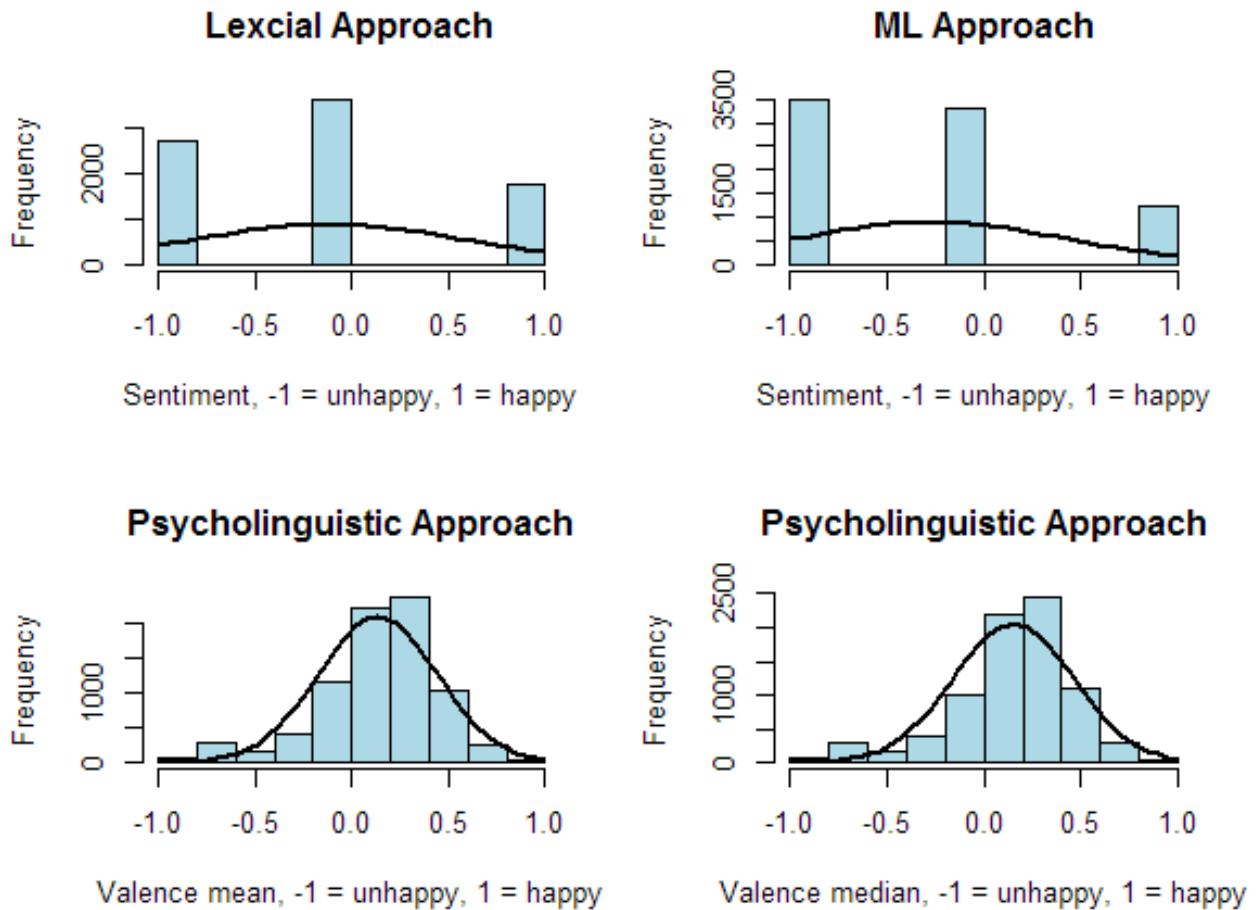 Lexcial Approach
Frequency
0 2000
-1.0 -0.5 0.0 0.5 1.0
Sentiment, -1 = unhappy, 1 = happy
ML Approach
Frequency
0 1500 3500
-1.0 -0.5 0.0 0.5 1.0
Sentiment, -1 = unhappy, 1 = happy
Psycholinguistic Approach
Frequency
0 1000
-1.0 -0.5 0.0 0.5 1.0
Valence mean, -1 = unhappy, 1 = happy
Psycholinguistic Approach
Frequency
0 1000 2500
-1.0 -0.5 0.0 0.5 1.0
Valence median, -1 = unhappy, 1 = happy